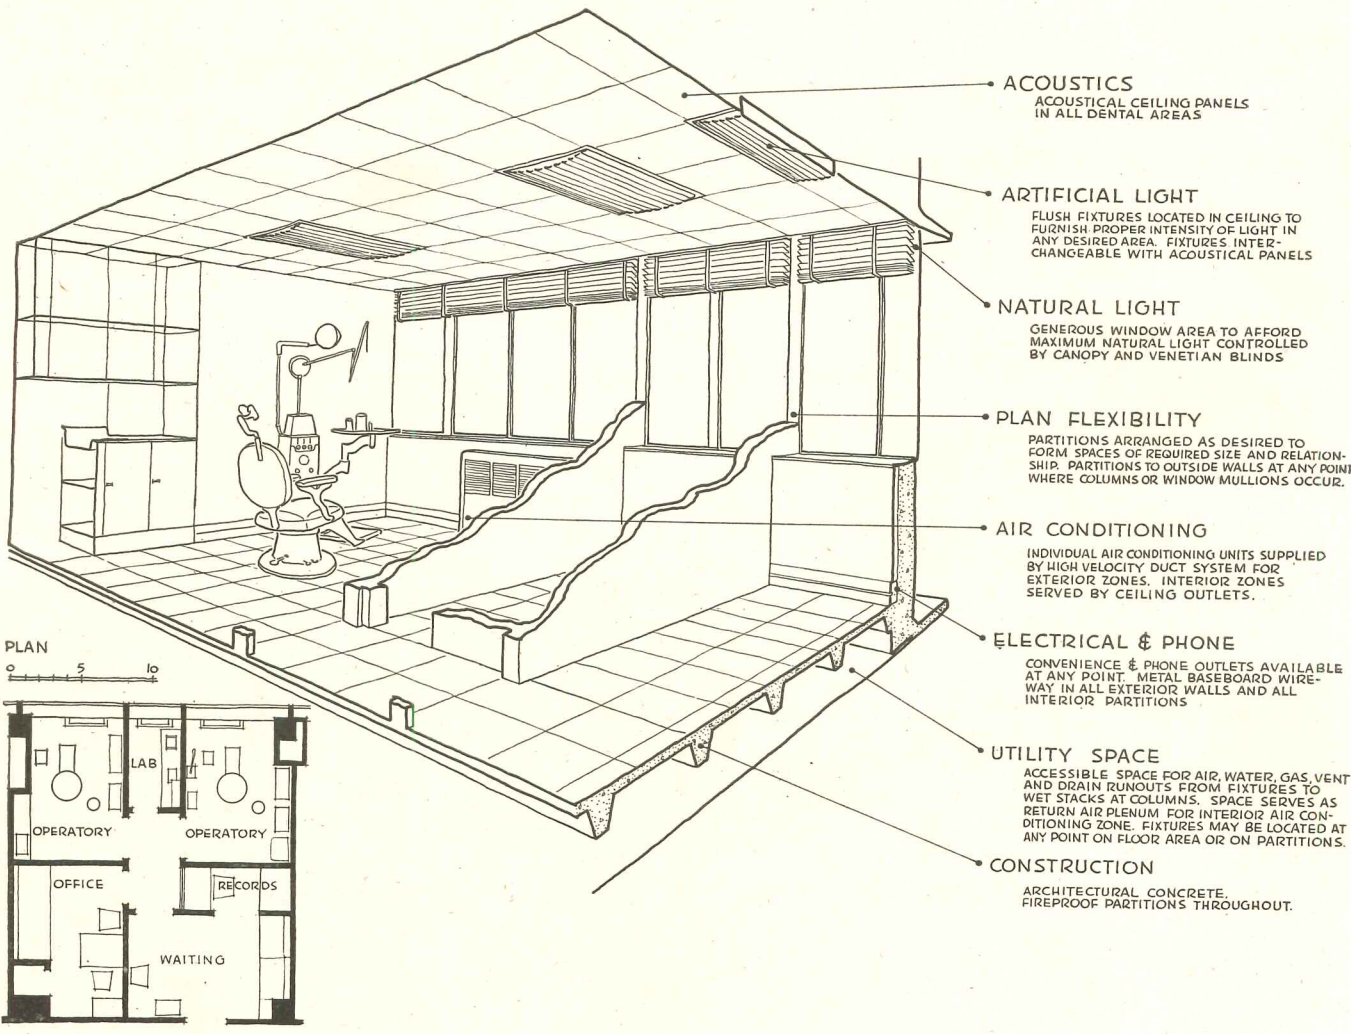 ACOUSTICS
ACOUSTICAL CEILING PANELS
IN ALL DENTAL AREAS
ARTIFICIAL LIGHT
FLUSH FIXTURES LOCATED IN CEILING TO
FURNISH PROPER INTENSITY OF LIGHT IN
ANY DESIRED AREA. FIXTURES INTER-
CHANGEABLE WITH ACOUSTICAL PANELS
NATURAL LIGHT
GENEROUS WINDOW AREA TO AFFORD
MAXIMUM NATURAL LIGHT CONTROLLED
BY CANOPY AND VENETIAN BLINDS
PLAN FLEXIBILITY
PARTITIONS ARRANGED AS DESIRED TO
FORM SPACES OF REQUIRED SIZE AND RELATION-
SHIP. PARTITIONS TO OUTSIDE WALLS AT ANY POINT
WHERE COLUMNS OR WINDOW MULLIONS OCCUR.
AIR CONDITIONING
INDIVIDUAL AIR CONDITIONING UNITS SUPPLIED
BY HIGH VELOCITY DUCT SYSTEM FOR
EXTERIOR ZONES. INTERIOR ZONES
SERVED BY CEILING OUTLETS.
ELECTRICAL & PHONE
CONVENIENCE & PHONE OUTLETS AVAILABLE
AT ANY POINT. METAL BASEBOARD WIRE-
WAY IN ALL EXTERIOR WALLS AND ALL
INTERIOR PARTITIONS
UTILITY SPACE
ACCESSIBLE SPACE FOR AIR, WATER, GAS, VENT
AND DRAIN RUNOUTS FROM FIXTURES TO
WET STACKS AT COLUMNS. SPACE SERVES AS
RETURN AIR PLENUM FOR INTERIOR AIR CON-
DITIONING ZONE. FIXTURES MAY BE LOCATED AT
ANY POINT ON FLOOR AREA OR ON PARTITIONS.
CONSTRUCTION
ARCHITECTURAL CONCRETE.
FIREPROOF PARTITIONS THROUGHOUT.
PLAN
0 5 10
LAB
OPERATORY OPERATORY
OFFICE RECORDS
WAITING